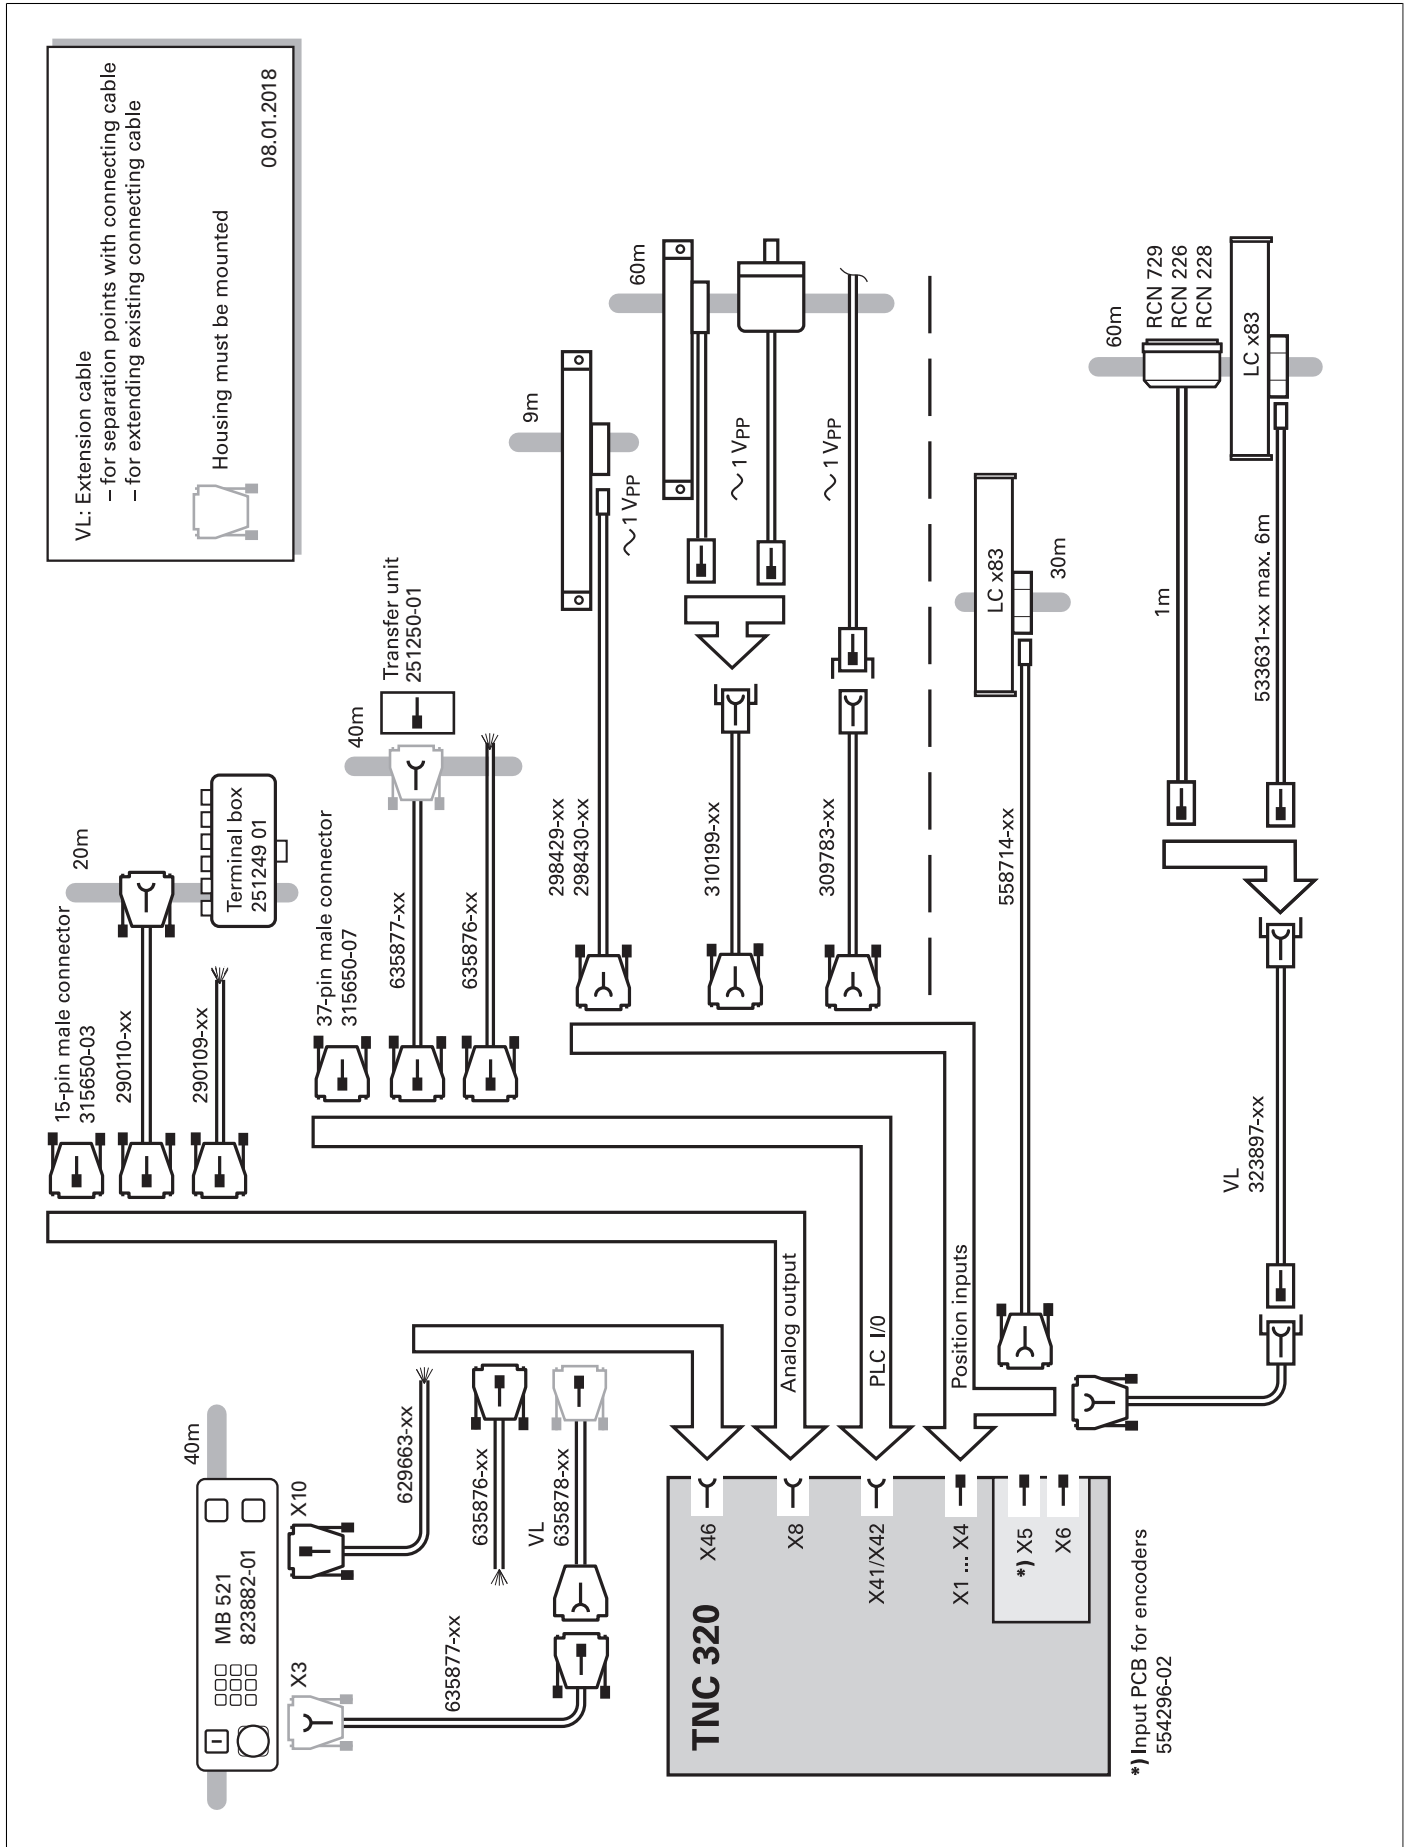 VL: Extension cable
– for separation points with connecting cable
– for extending existing connecting cable
Housing must be mounted
08.01.2018
40m
MB 521
823882-01
X3
X10
629663-xx
635877-xx
635876-xx
VL
635878-xx
15-pin male connector
315650-03
20m
290110-xx
290109-xx
Terminal box
251249 01
37-pin male connector
315650-07
40m
635877-xx
635876-xx
Transfer unit
251250-01
298429-xx
298430-xx
9m
~ 1 VPP
60m
310199-xx
~ 1 VPP
309783-xx
~ 1 VPP
558714-xx
LC x83
30m
60m
1m
RCN 729
RCN 226
RCN 228
LC x83
533631-xx max. 6m
VL
323897-xx
Analog output
PLC I/0
Position inputs
TNC 320
X46
X8
X41/X42
X1 ... X4
*) X5
X6
*) Input PCB for encoders
554296-02